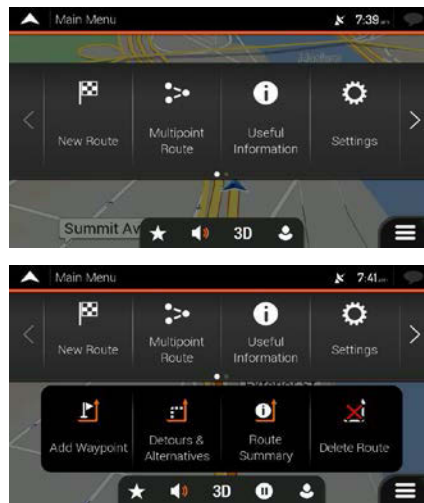 Main Menu 7:39
New Route
Multipoint
Route
Useful
Information
Settings
Summit Av
3D
Main Menu 7:41
New Route
Multipoint
Route
Useful
Information
Settings
Add Waypoint
Detours &
Alternatives
Route
Summary
Delete Route
3D